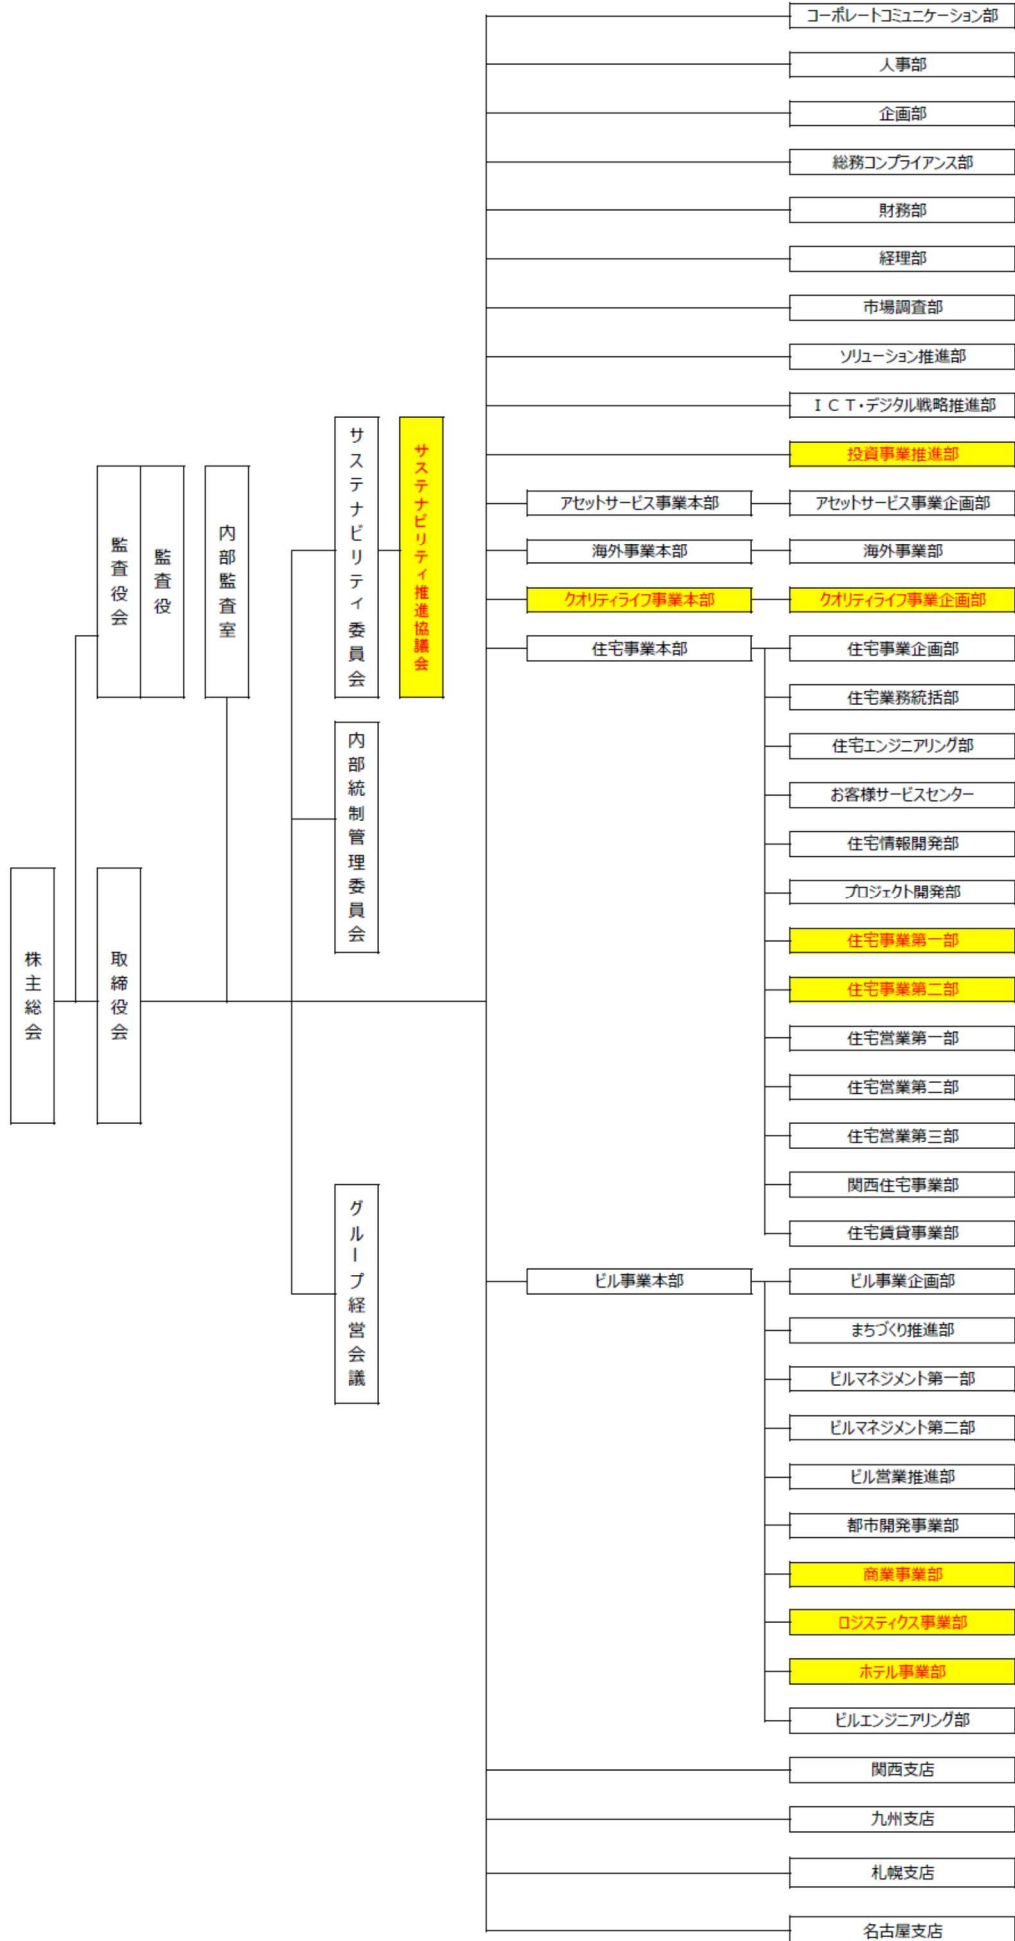 コーポレートコミュニケーション部
人事部
企画部
総務コンプライアンス部
財務部
経理部
市場調査部
ソリューション推進部
ＩＣＴ・デジタル戦略推進部
投資事業推進部
アセットサービス事業本部
アセットサービス事業企画部
海外事業本部
海外事業部
クオリティライフ事業本部
クオリティライフ事業企画部
住宅事業本部
住宅事業企画部
住宅業務統括部
住宅エンジニアリング部
お客様サービスセンター
住宅情報開発部
プロジェクト開発部
住宅事業第一部
住宅事業第二部
住宅営業第一部
住宅営業第二部
住宅営業第三部
関西住宅事業部
住宅賃貸事業部
ビル事業本部
ビル事業企画部
まちづくり推進部
ビルマネジメント第一部
ビルマネジメント第二部
ビル営業推進部
都市開発事業部
商業事業部
ロジスティクス事業部
ホテル事業部
ビルエンジニアリング部
関西支店
九州支店
札幌支店
名古屋支店
サステナビリティ推進協議会
サステナビリティ委員会
内部統制管理委員会
グループ経営会議
内部監査室
監査役
監査役会
取締役会
株主総会